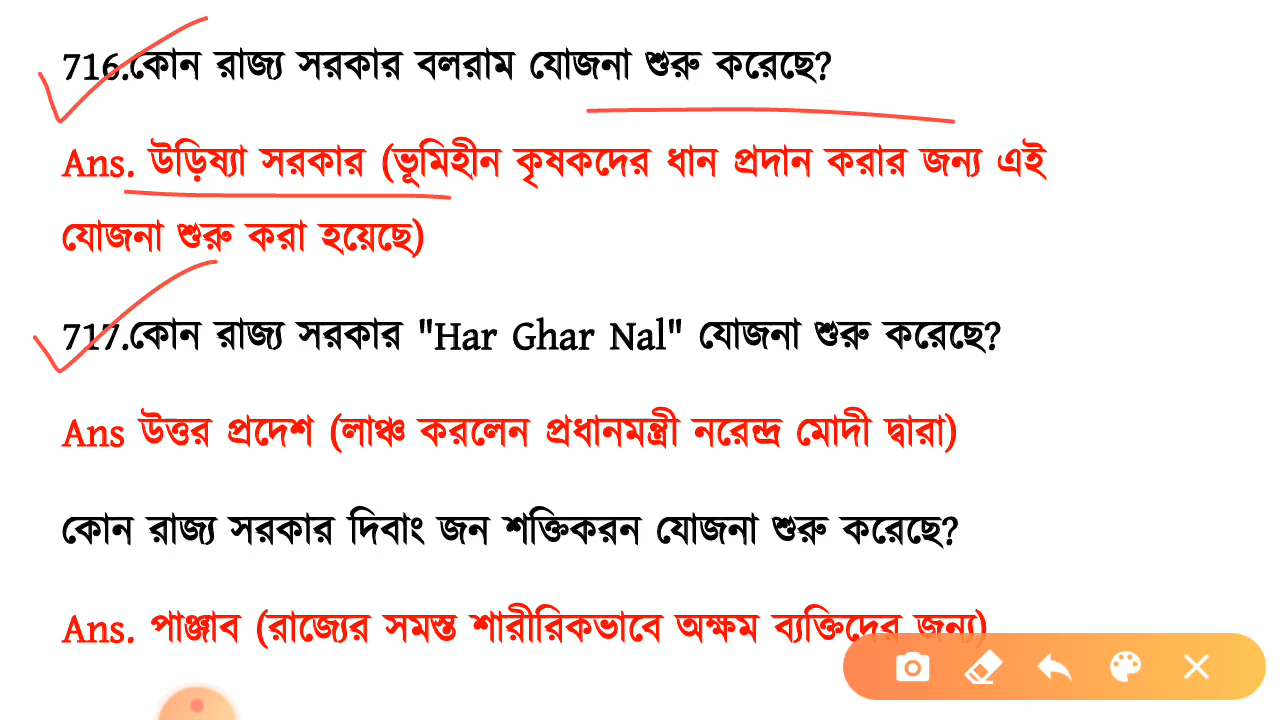 716.কোন রাজ্য সরকার বলরাম যোজনা শুরু করেছে?
Ans. উড়িষ্যা সরকার (ভূমিহীন কৃষকদের ধান প্রদান করার জন্য এই
যোজনা শুরু করা হয়েছে)
717.কোন রাজ্য সরকার "Har Ghar Nal" যোজনা শুরু করেছে?
Ans উত্তর প্রদেশ (লাঞ্চ করলেন প্রধানমন্ত্রী নরেন্দ্র মোদী দ্বারা)
কোন রাজ্য সরকার দিবাং জন শক্তিকরন যোজনা শুরু করেছে?
Ans. পাঞ্জাব (রাজ্যের সমস্ত শারীরিকভাবে অক্ষম ব্যক্তিদের জন্য)